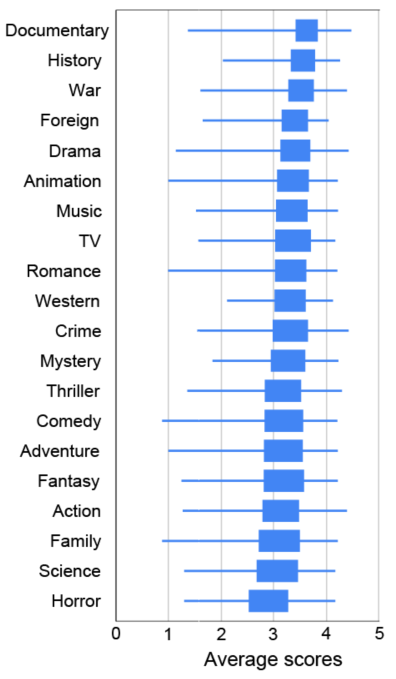 Documentary
History
War
Foreign
Drama
Animation
Music
TV
Romance
Western
Crime
Mystery
Thriller
Comedy
Adventure
Fantasy
Action
Family
Science
Horror
0 1 2 3 4 5
Average scores